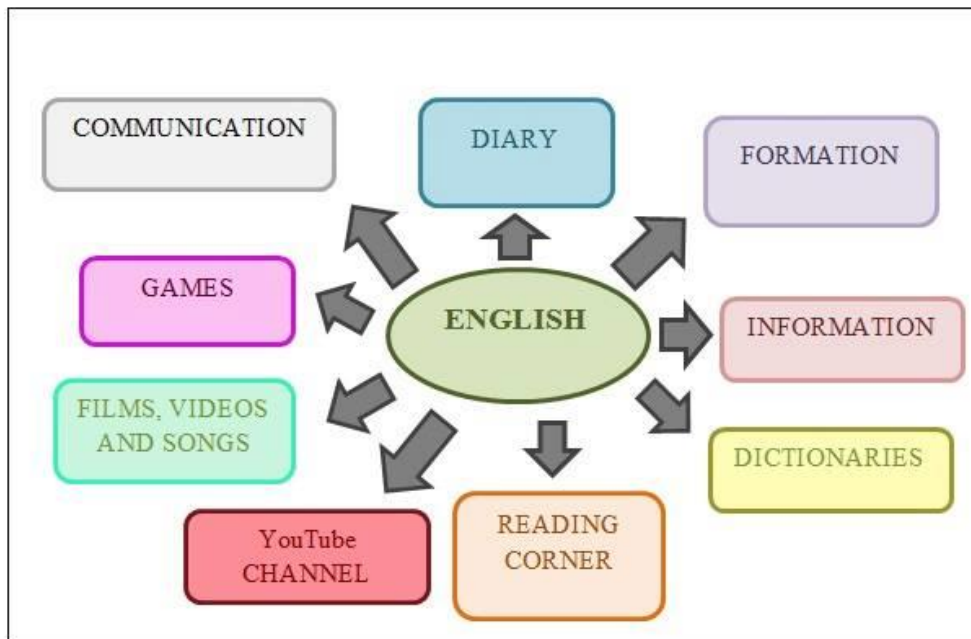 COMMUNICATION
DIARY
FORMATION
GAMES
ENGLISH
INFORMATION
FILMS, VIDEOS
AND SONGS
DICTIONARIES
YouTube
CHANNEL
READING
CORNER